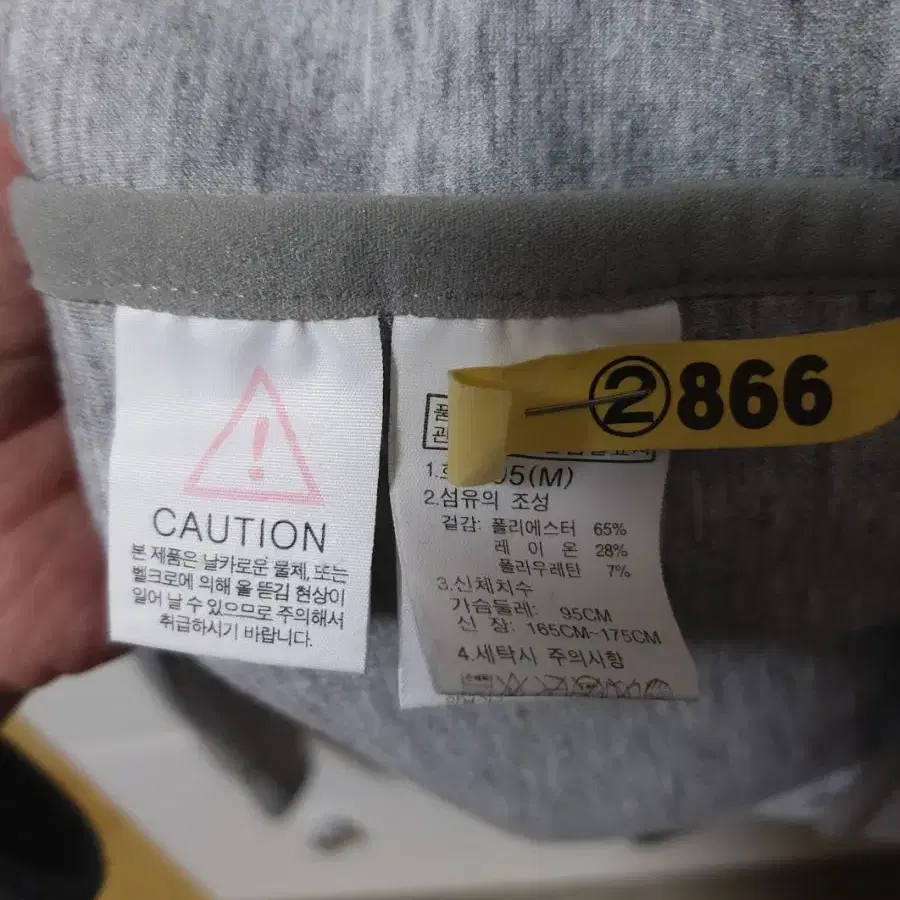 CAUTION
본 제품은 날카로운 물체, 또는
벨크로에 의해 올 뜯김 현상이
일어 날 수 있으므로 주의해서
취급하시기 바랍니다.
②866
95(M)
2.섬유의 조성
겉감: 폴리에스터 65%
레 이 온 28%
폴리우레탄 7%
3.신체치수
가슴둘레: 95CM
신 장: 165CM~175CM
4.세탁시 주의사항